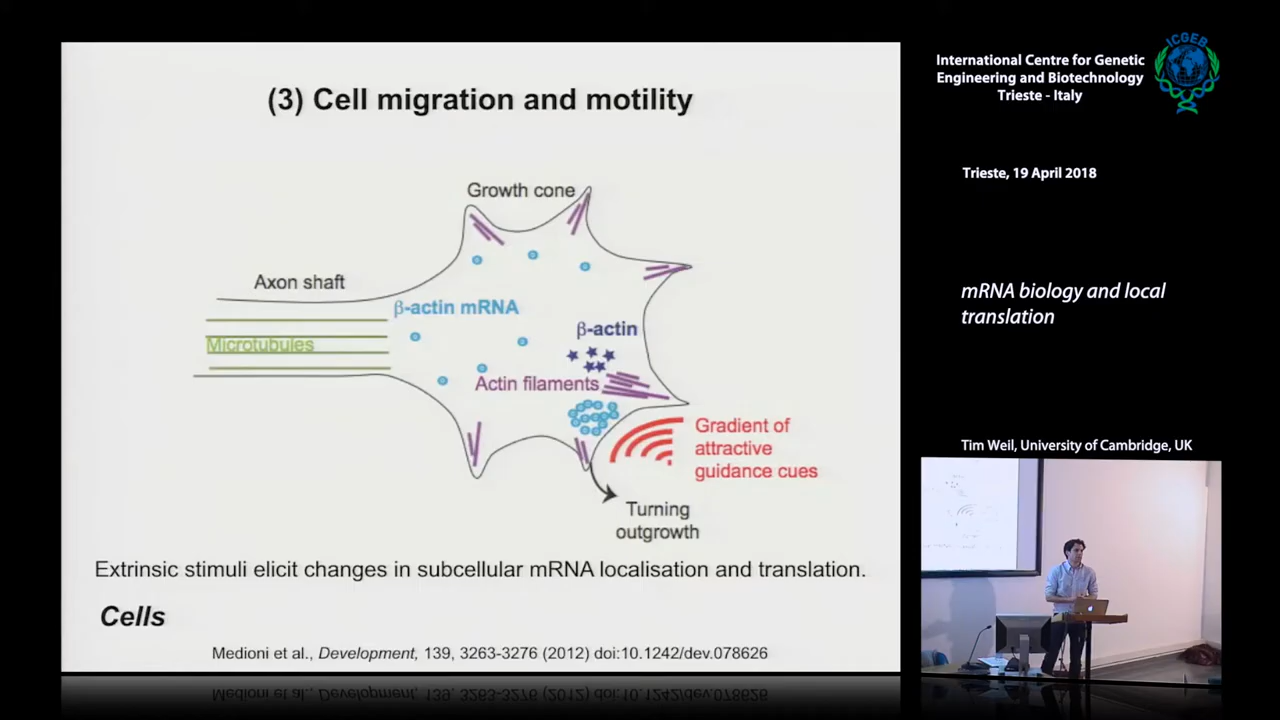 (3) Cell migration and motility
Growth cone
Axon shaft
β-actin mRNA
β-actin
Microtubules
Actin filaments
Gradient of
attractive
guidance cues
Turning
outgrowth
Extrinsic stimuli elicit changes in subcellular mRNA localisation and translation.
Cells
Medioni et al., Development, 139, 3263-3276 (2012) doi:10.1242/dev.078626
International Centre for Genetic
Engineering and Biotechnology
Trieste - Italy
ICGEB
Trieste, 19 April 2018
mRNA biology and local
translation
Tim Weil, University of Cambridge, UK